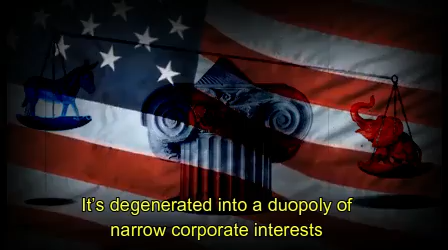 It's degenerated into a duopoly of
narrow corporate interests